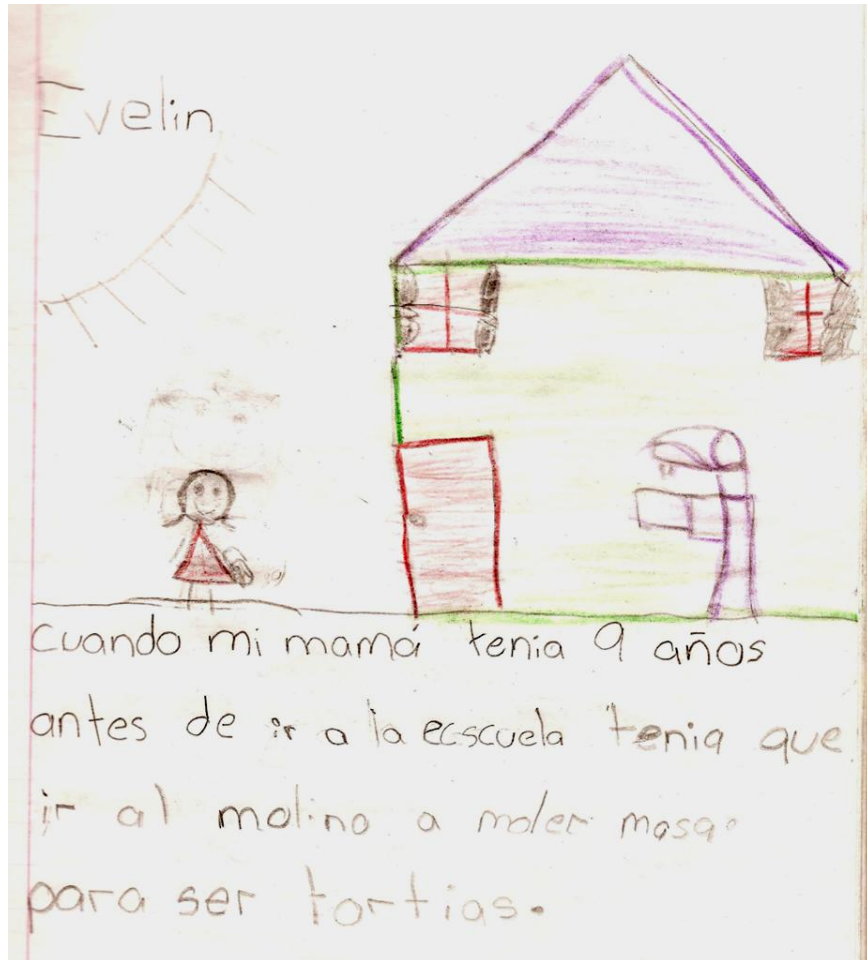 Evelin
cuando mi mamá tenia 9 años
antes de ir a la ecscuela tenia que
ir al molino a moler masa.
para ser tortias.